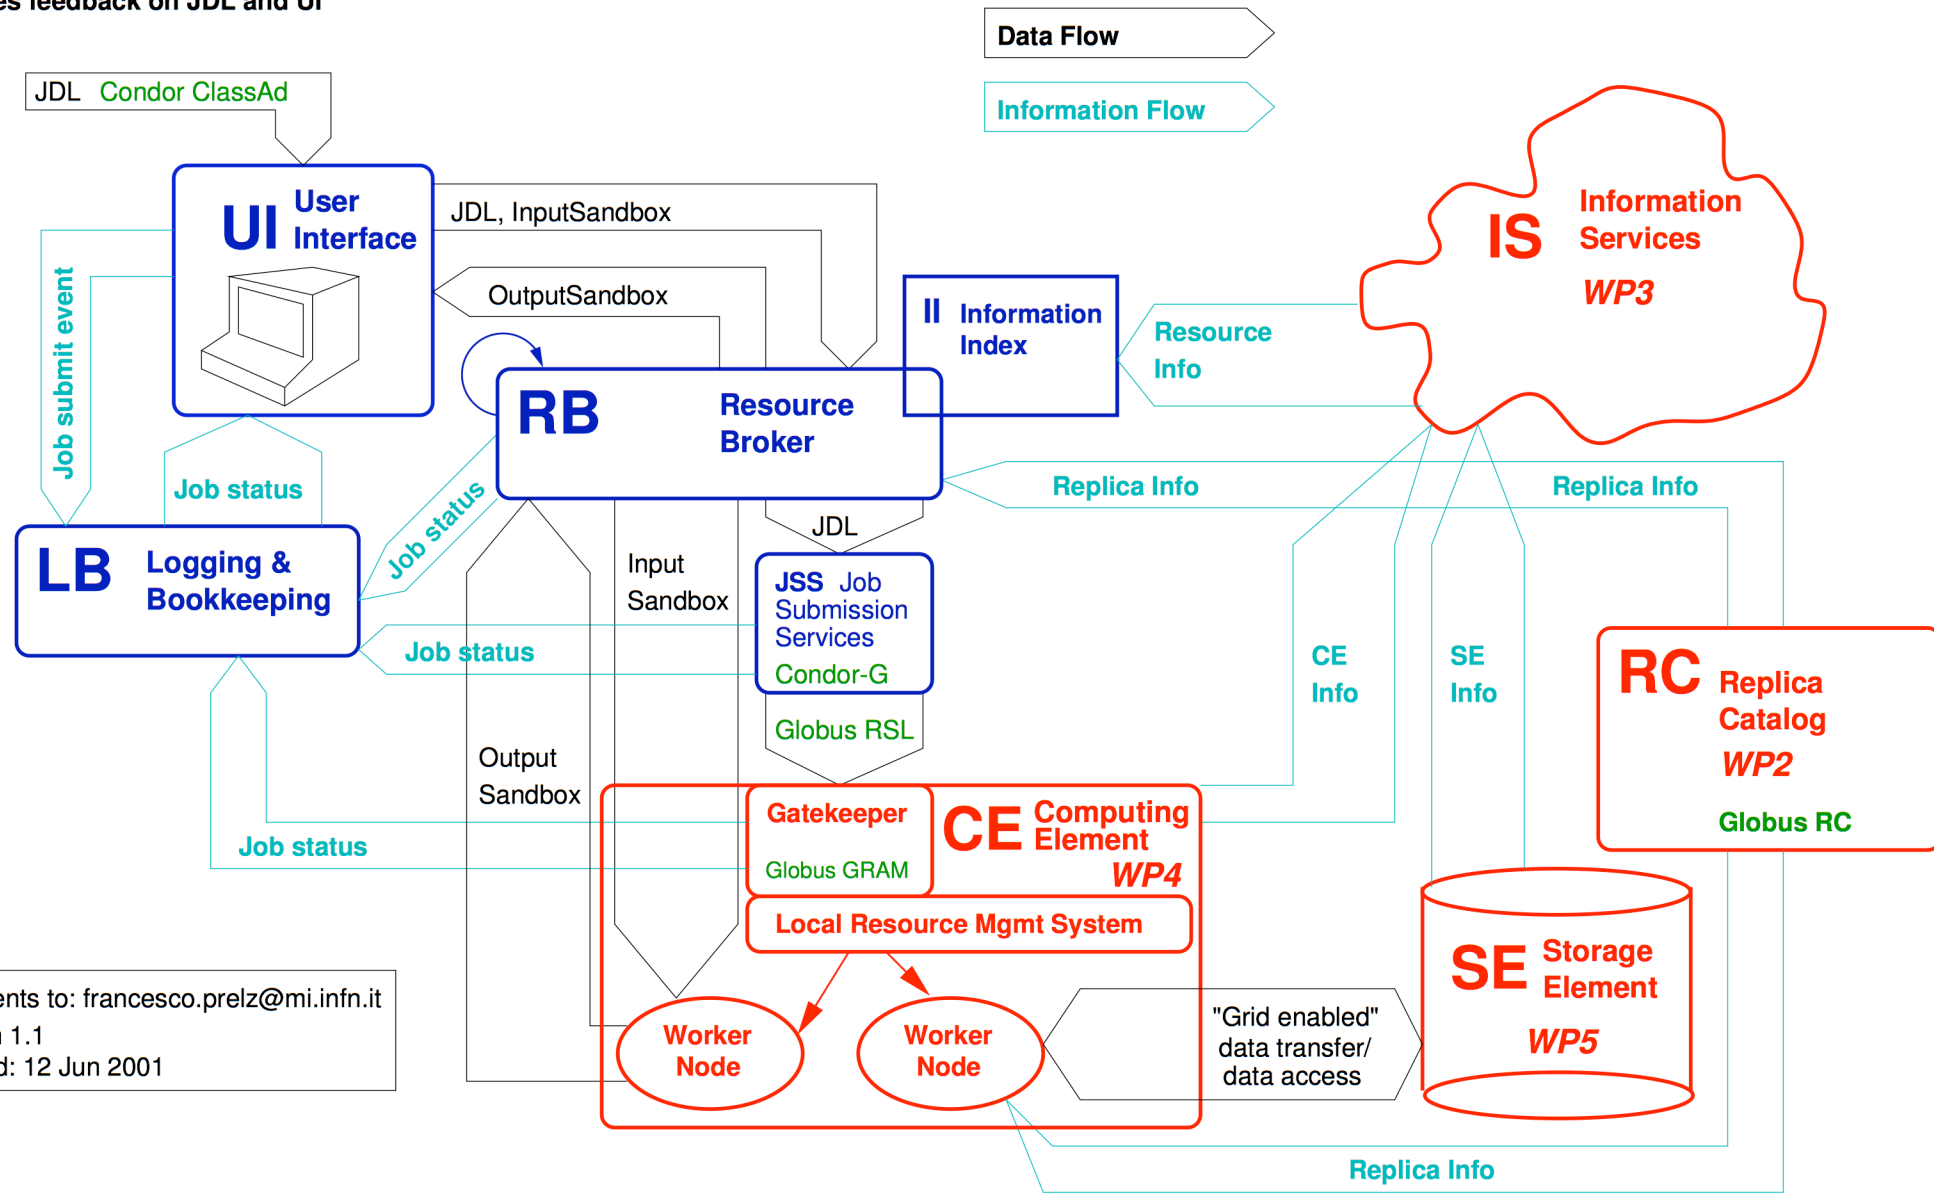 feedback on JDL and UI
Data Flow
Information Flow
JDL Condor ClassAd
UI User
Interface
JDL, InputSandbox
OutputSandbox
Job submit event
II Information
Index
Resource
Info
IS Information
Services
WP3
RB Resource
Broker
Replica Info
Replica Info
Job status
Job status
JDL
LB Logging &
Bookkeeping
Input
Sandbox
JSS Job
Submission
Services
Condor-G
Job status
Globus RSL
CE
Info
SE
Info
RC Replica
Catalog
WP2
Globus RC
Output
Sandbox
Job status
Gatekeeper
Globus GRAM
CE Computing
Element
WP4
Local Resource Mgmt System
Worker
Node
Worker
Node
"Grid enabled"
data transfer/
data access
SE Storage
Element
WP5
to: francesco.prelz@mi.infn.it
1.1
12 Jun 2001
Replica Info